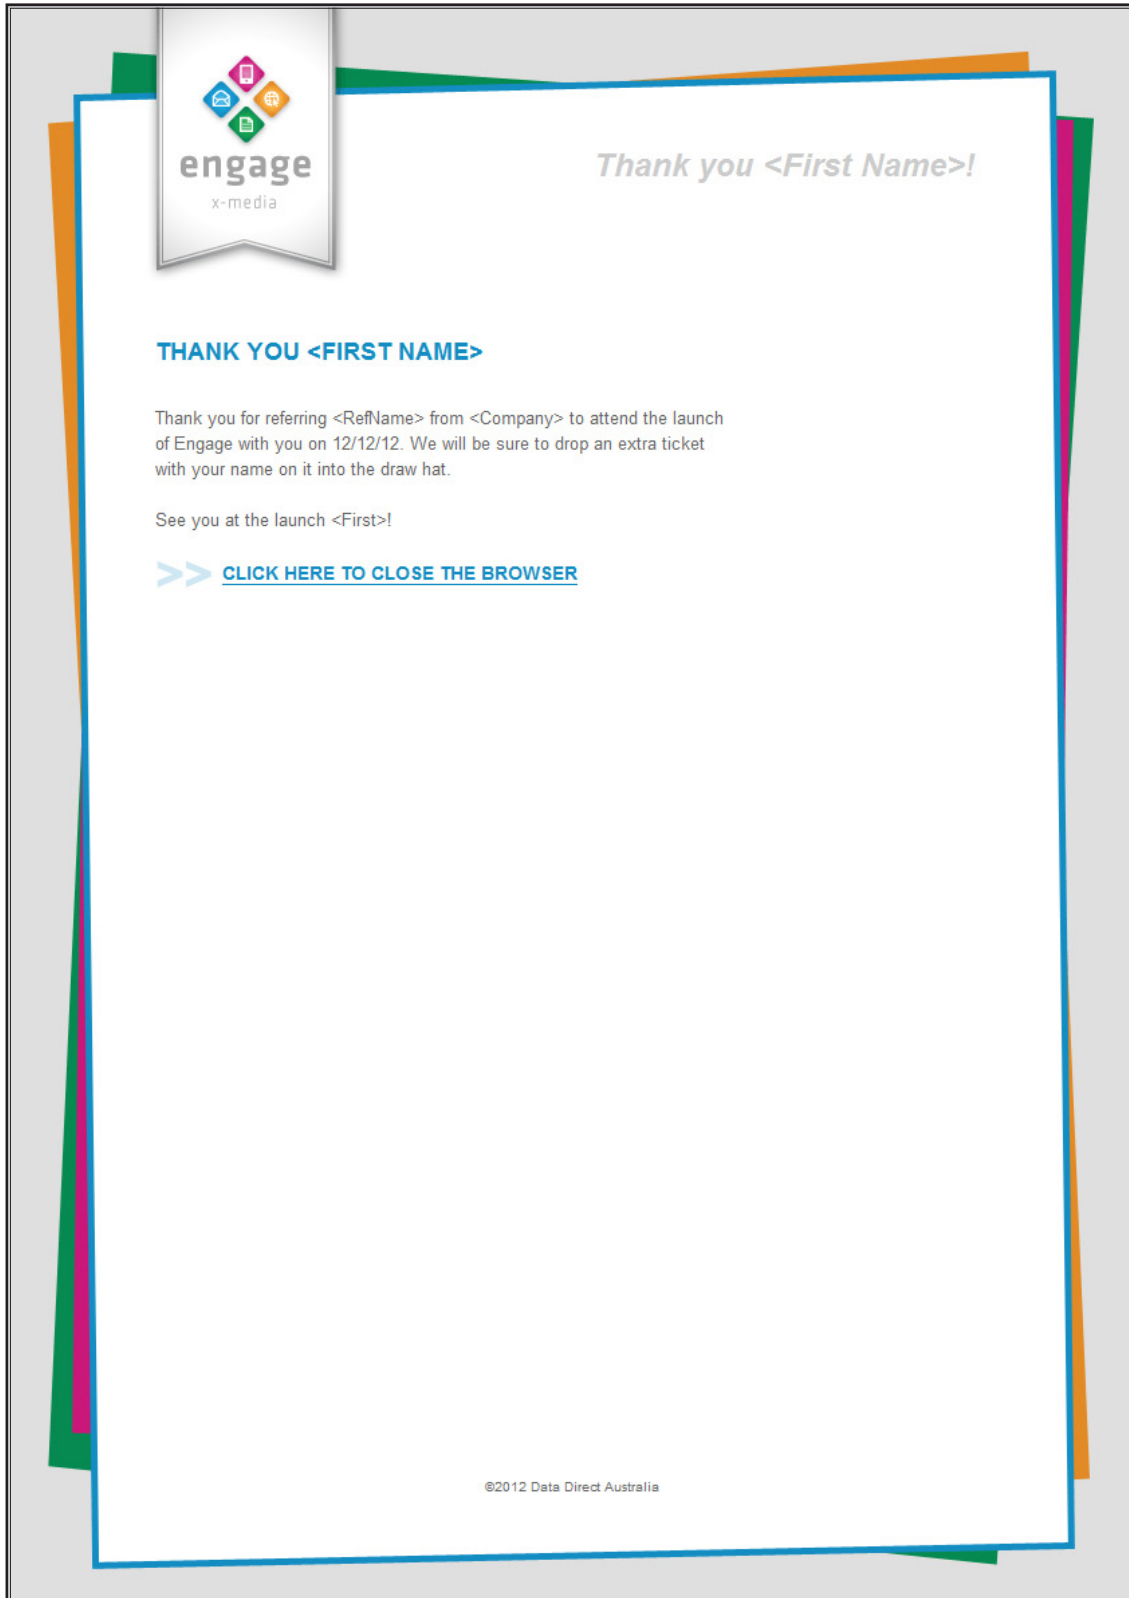 engage
x-media
Thank you <First Name>!
THANK YOU <FIRST NAME>
Thank you for referring <RefName> from <Company> to attend the launch
of Engage with you on 12/12/12. We will be sure to drop an extra ticket
with your name on it into the draw hat.
See you at the launch <First>!
>> CLICK HERE TO CLOSE THE BROWSER
©2012 Data Direct Australia